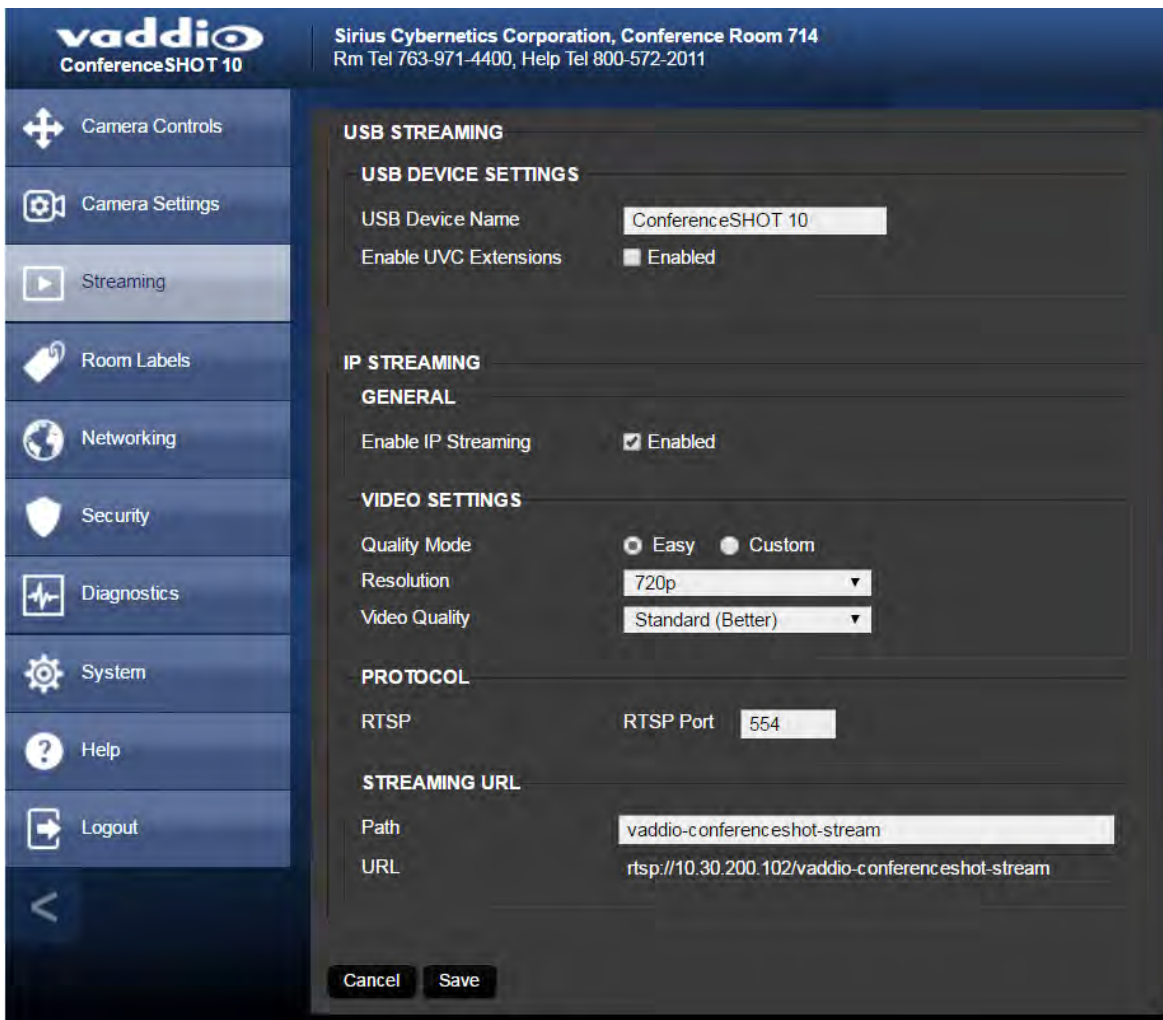 vaddio
ConferenceSHOT 10
Sirius Cybernetics Corporation, Conference Room 714
Rm Tel 763-971-4400, Help Tel 800-572-2011
Camera Controls
Camera Settings
Streaming
Room Labels
Networking
Security
Diagnostics
System
Help
Logout
USB STREAMING
USB DEVICE SETTINGS
USB Device Name ConferenceSHOT 10
Enable UVC Extensions Enabled
IP STREAMING
GENERAL
Enable IP Streaming Enabled
VIDEO SETTINGS
Quality Mode Easy Custom
Resolution 720p
Video Quality Standard (Better)
PROTOCOL
RTSP RTSP Port 554
STREAMING URL
Path vaddio-conferenceshot-stream
URL rtsp://10.30.200.102/vaddio-conferenceshot-stream
Cancel Save